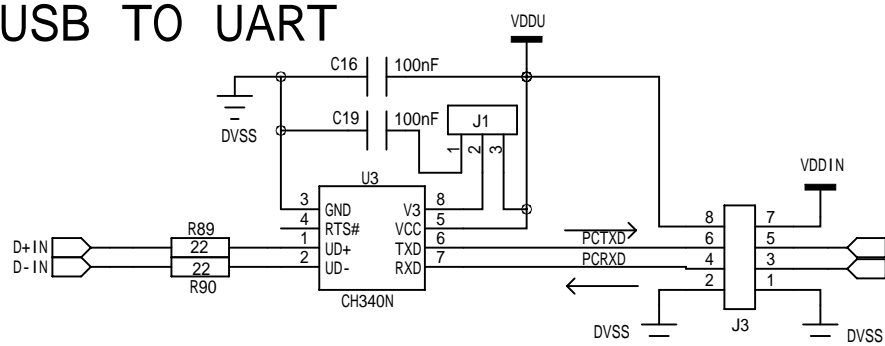 USB TO UART
VDDU
C16 100nF
C19 100nF
J1
DVSS
1 2 3
U3
VDDIN
3 GND V3 8
4 RTS# VCC 5
1 UD+ TXD 6
2 UD- RXD 7
CH340N
R89
D+IN 22
D-IN 22
R90
PCTXD
PCRXD
8 7
6 5
4 3
2 1
J3
DVSS
DVSS